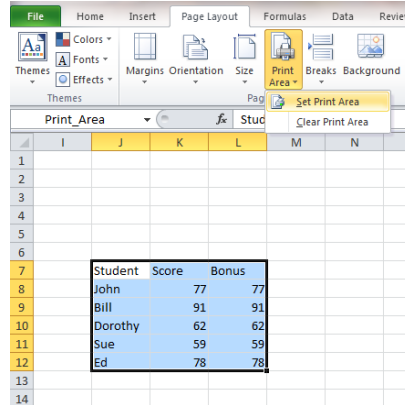 File Home Insert Page Layout Formulas Data Revie
Aa Colors
A Fonts
Effects
Themes Margins Orientation Size Print Area Breaks Background
Themes Pag
Set Print Area
Clear Print Area
Print_Area fx Stud
I J K L M N
1
2
3
4
5
6
7 Student Score Bonus
8 John 77 77
9 Bill 91 91
10 Dorothy 62 62
11 Sue 59 59
12 Ed 78 78
13
14